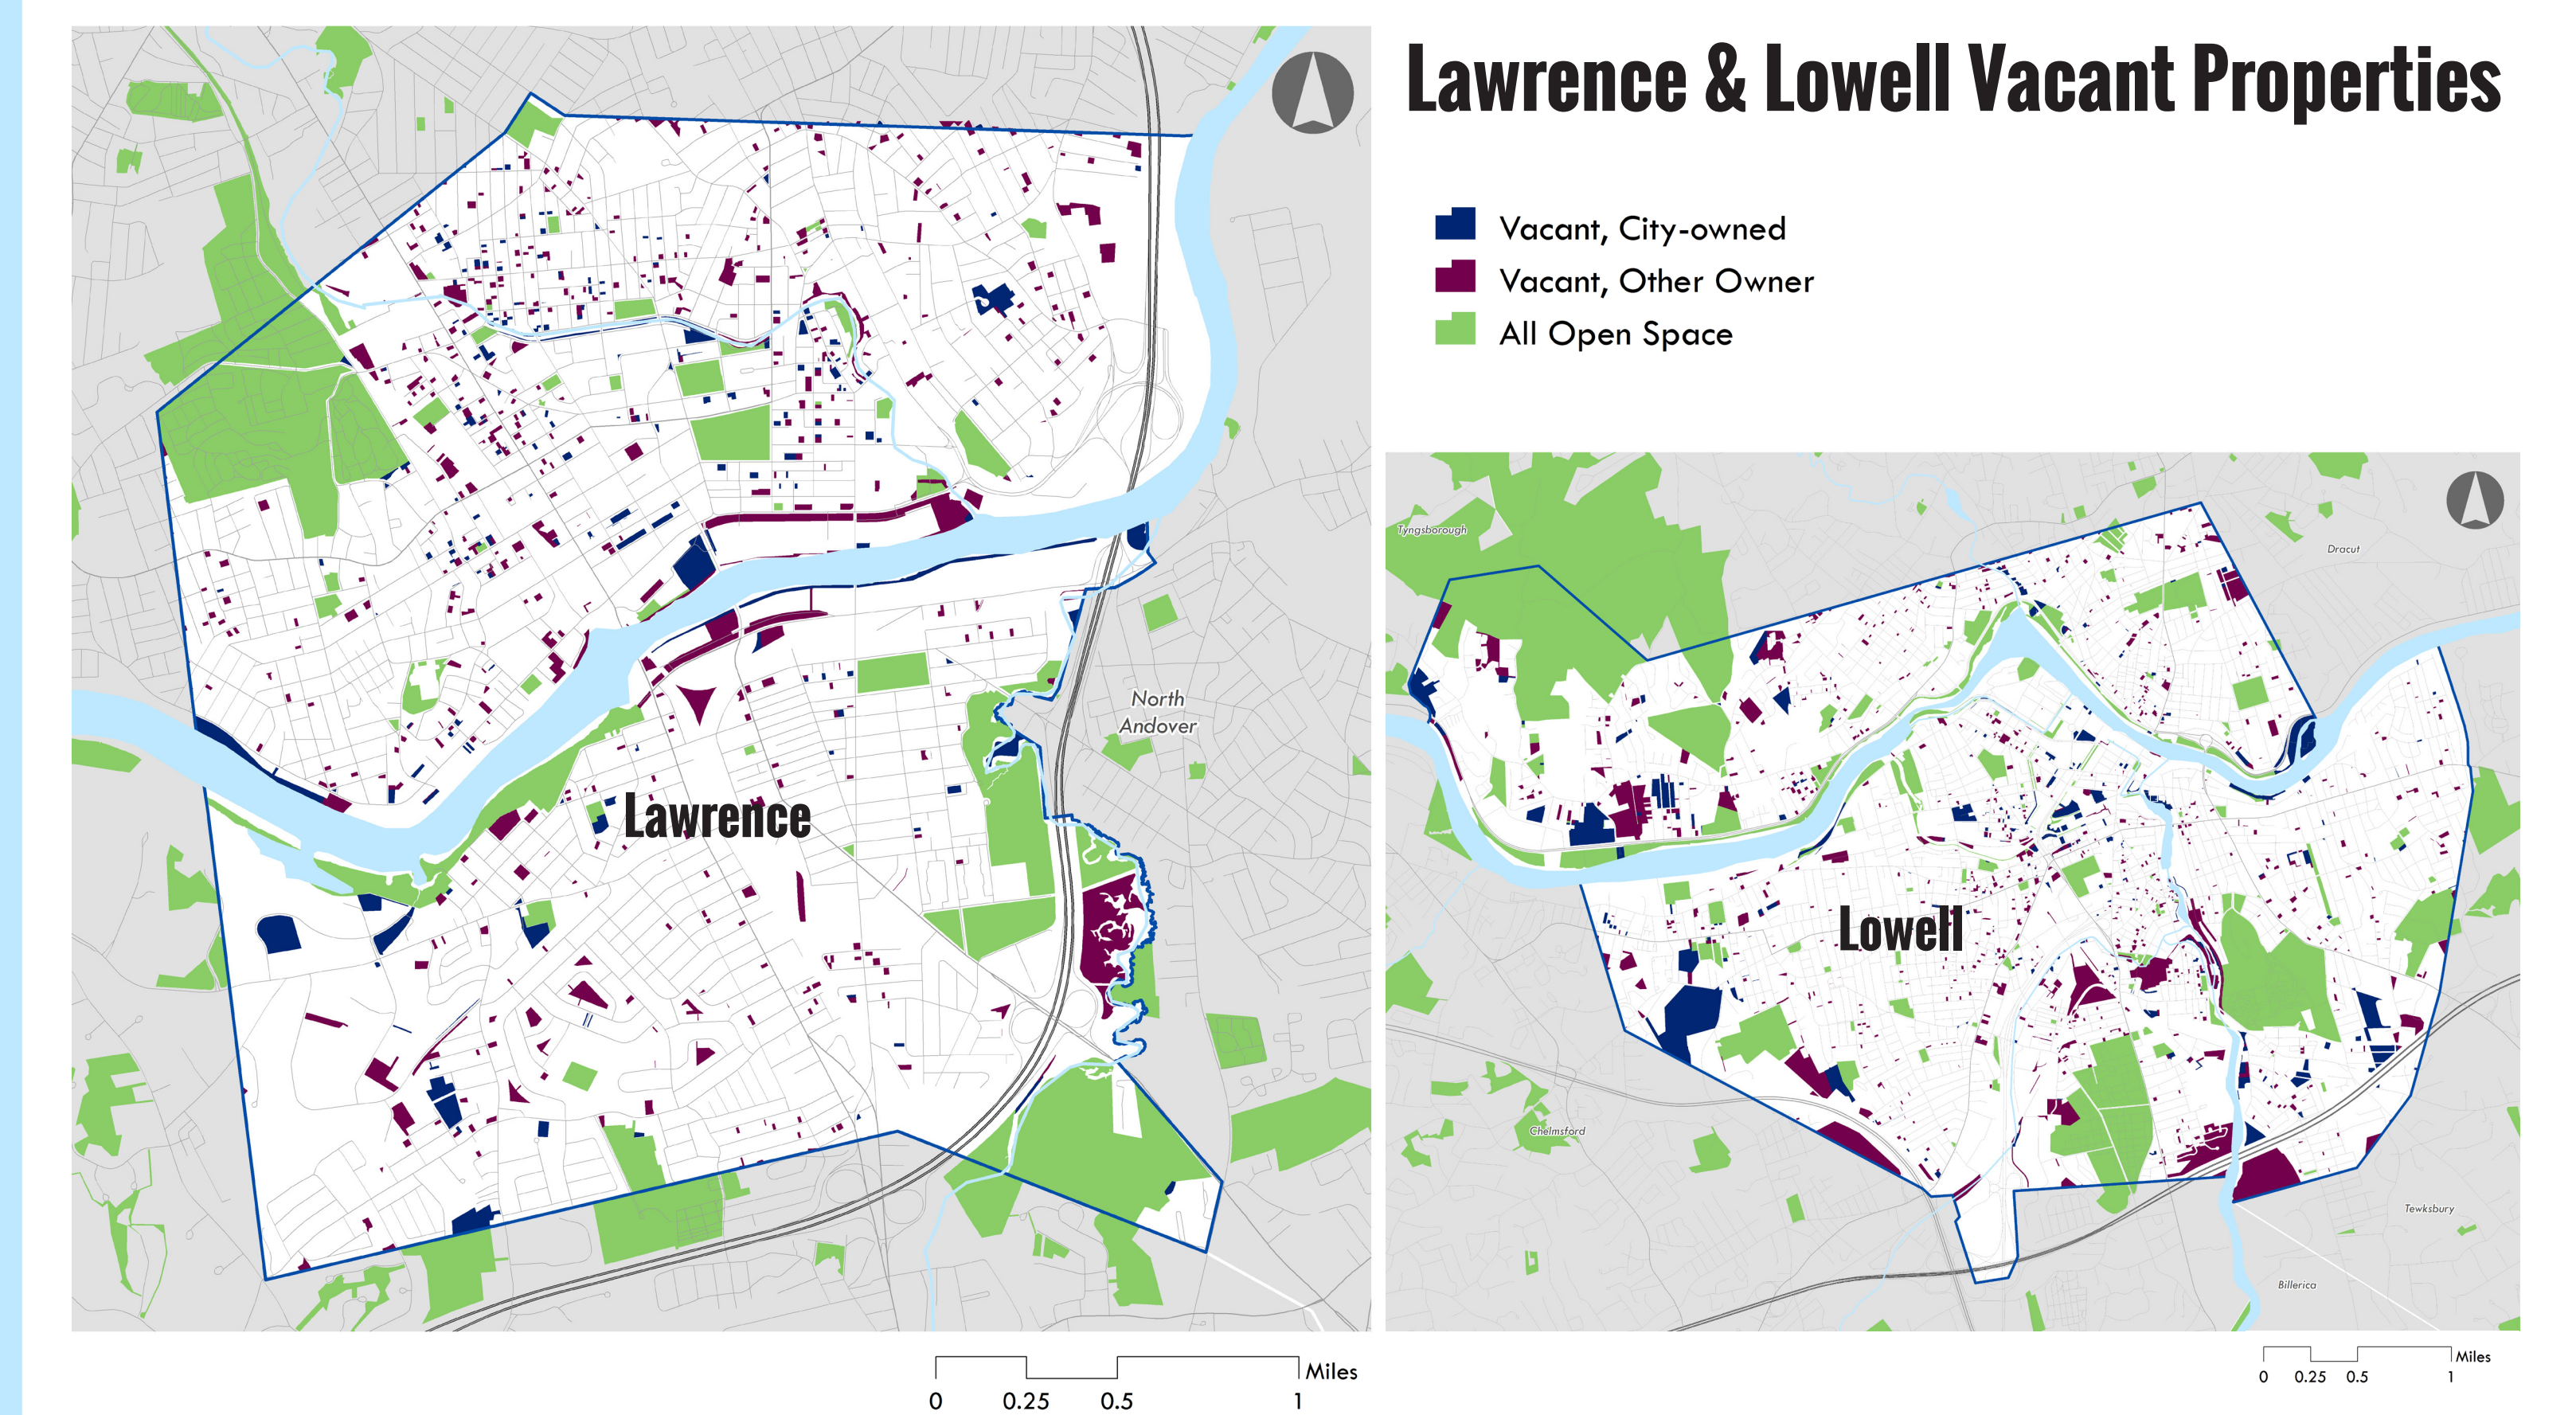 Lawrence & Lowell Vacant Properties
Vacant, City-owned
Vacant, Other Owner
All Open Space
North
Andover
Lawrence
Miles
0 0.25 0.5 1
Tyngsborough
Dracut
Lowell
Chelmsford
Tewksbury
Billerica
Miles
0 0.25 0.5 1